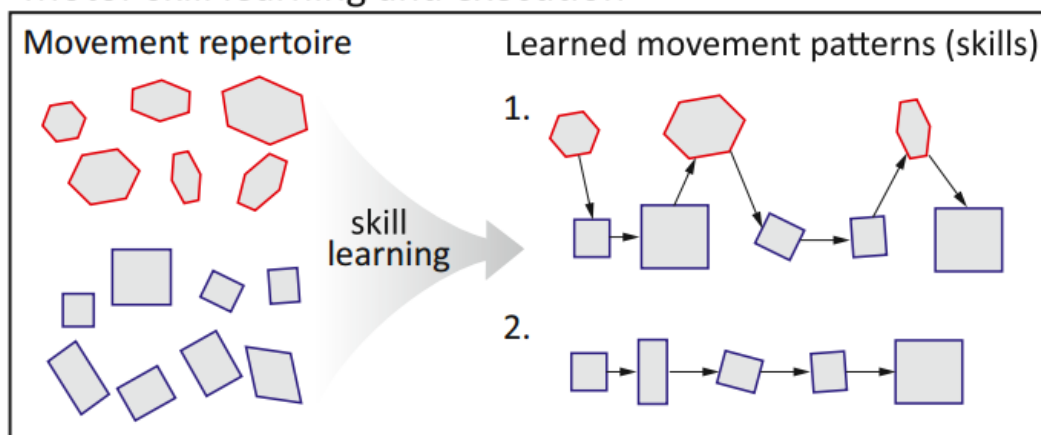 Movement repertoire
Learned movement patterns (skills)
1.
skill
learning
2.